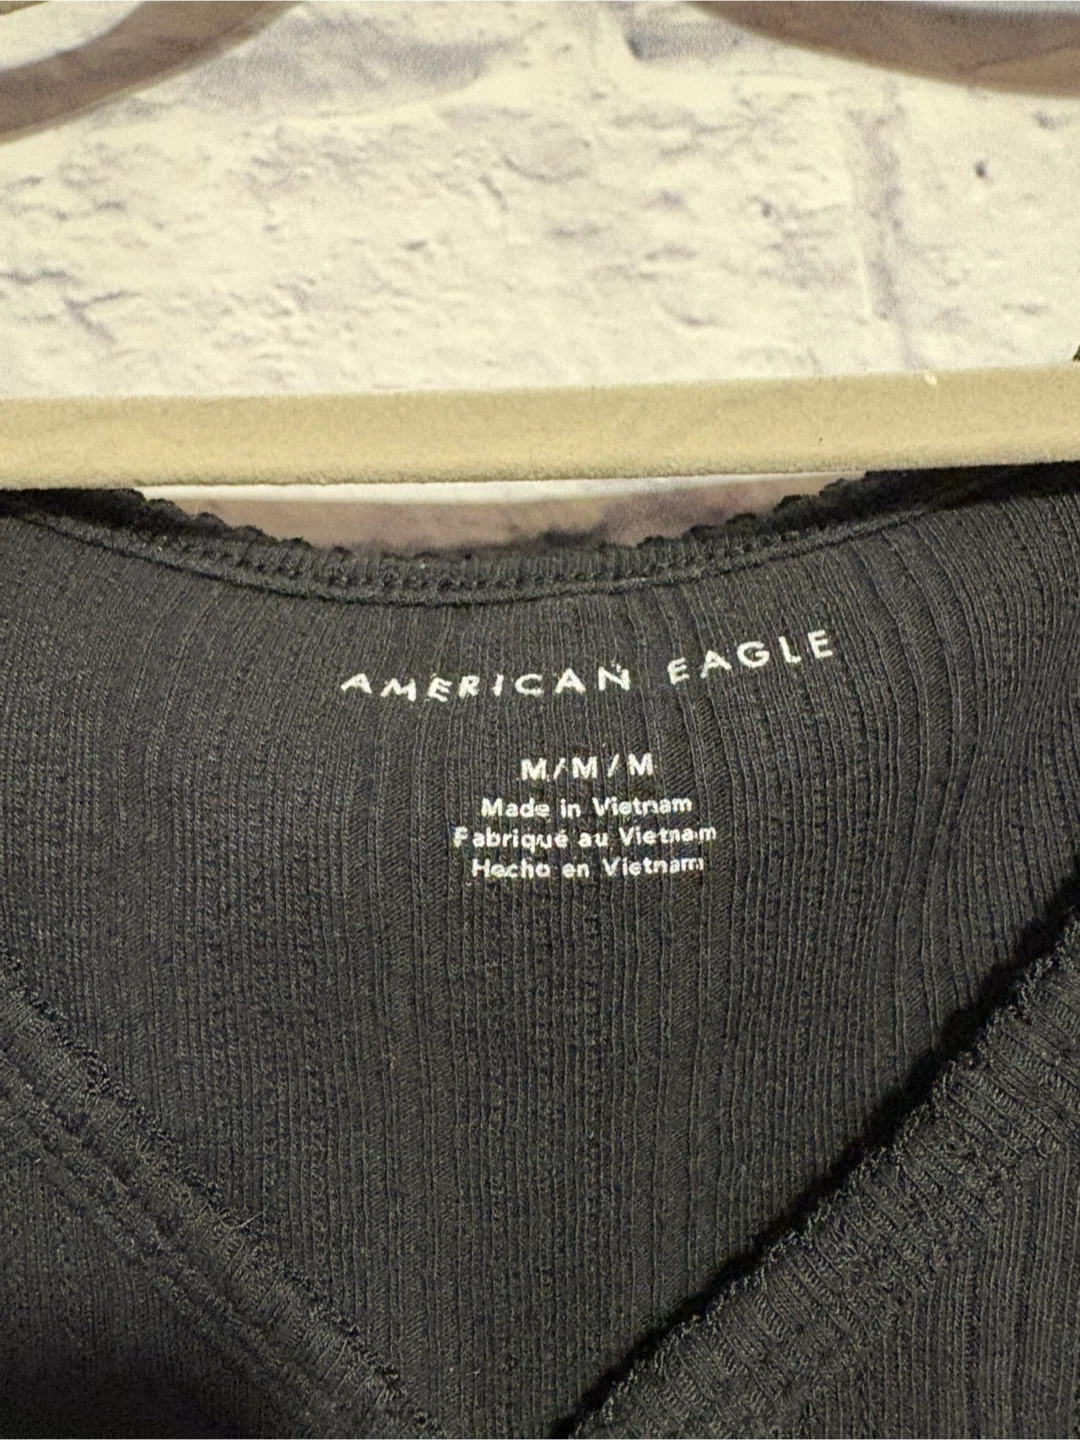 AMERICAN EAGLE
M/M/M
Made in Vietnam
Fabriqué au Vietnam
Hecho en Vietnam